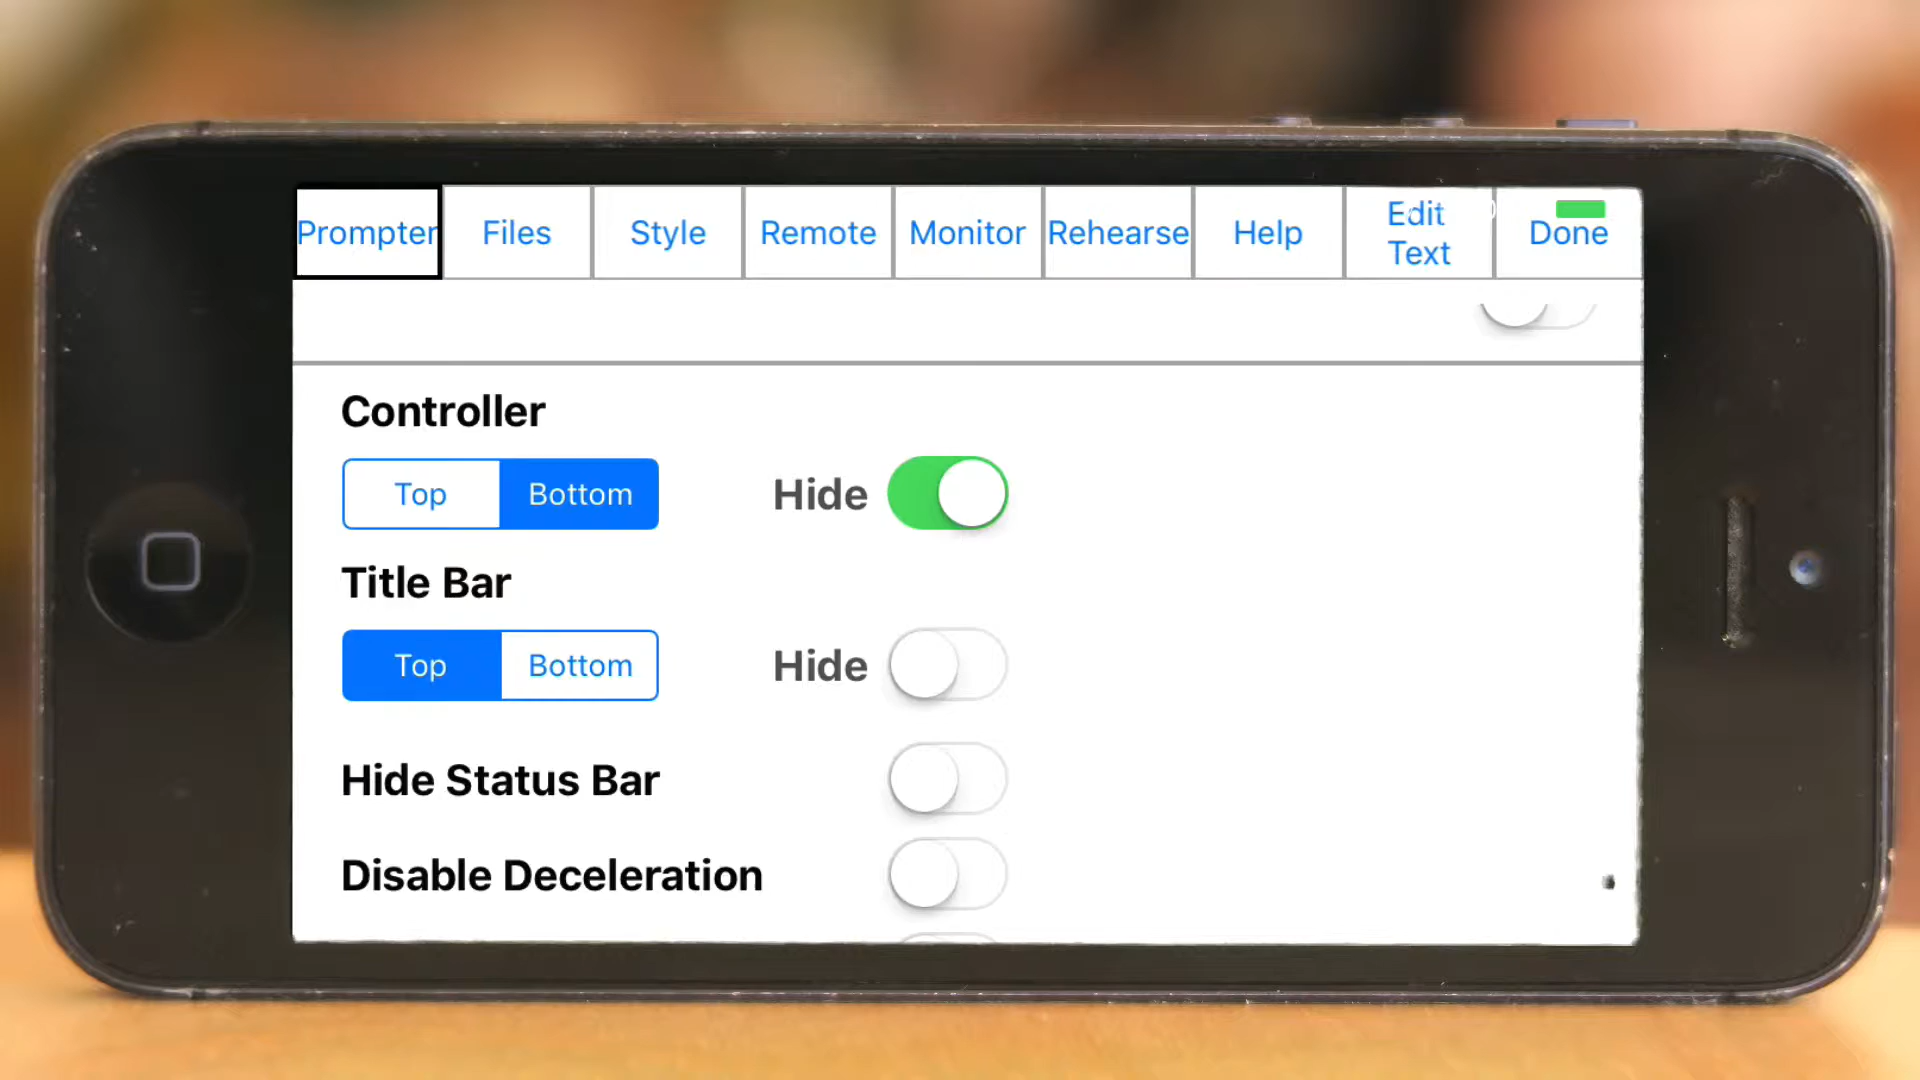 Prompter Files Style Remote Monitor Rehearse Help Edit Text Done
Controller
Top Bottom Hide
Title Bar
Top Bottom Hide
Hide Status Bar
Disable Deceleration